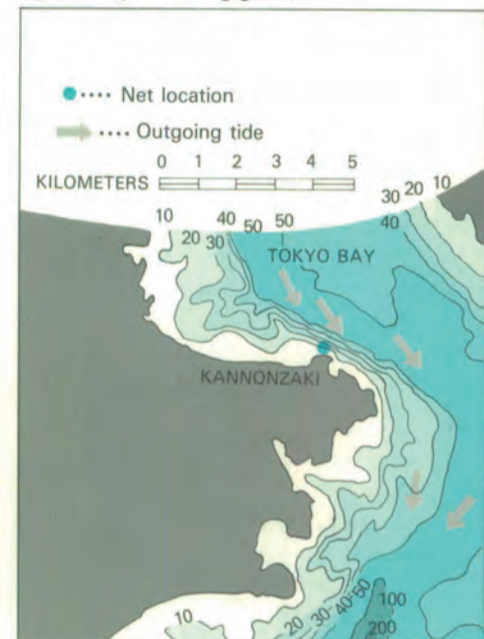 •••• Net location
•••• Outgoing tide
0 1 2 3 4 5
KILOMETERS
10 20 30 40 50 50
30 20 10
40
TOKYO BAY
KANNONZAKI
10
20 30 40 50
100
200